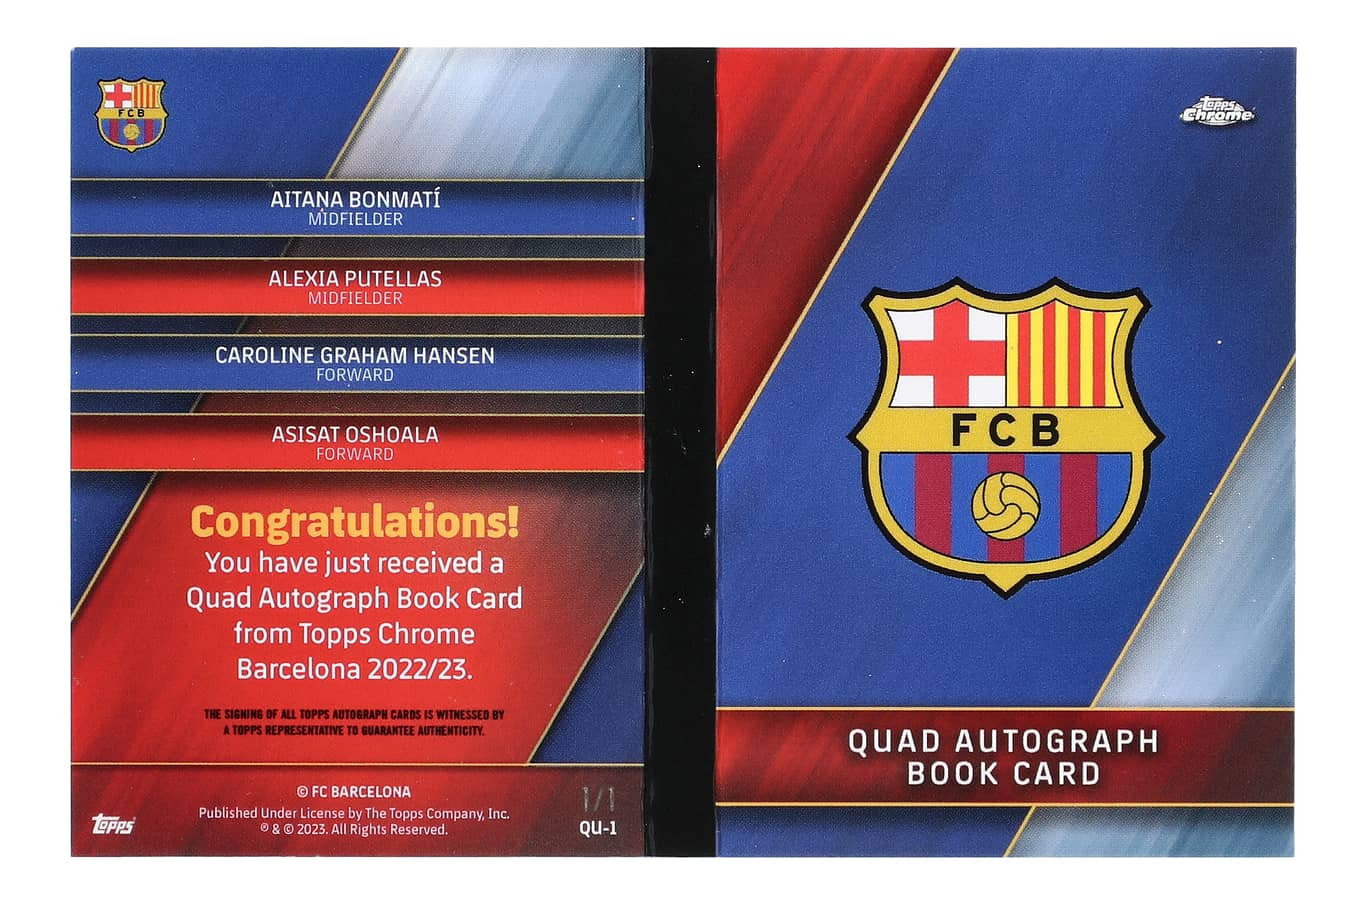 FCB
AITANA BONMATÍ
MIDFIELDER
ALEXIA PUTELLAS
MIDFIELDER
CAROLINE GRAHAM HANSEN
FORWARD
ASISAT OSHOALA
FORWARD
Congratulations!
You have just received a
Quad Autograph Book Card
from Topps Chrome
Barcelona 2022/23.
THE SIGNING OF ALL TOPPS AUTOGRAPH CARDS IS WITNESSED BY
A TOPPS REPRESENTATIVE TO GUARANTEE AUTHENTICITY.
© FC BARCELONA
Published Under License by The Topps Company, Inc.
® & © 2023. All Rights Reserved.
topps
1/1
QU-1
topps
Chrome
FCB
QUAD AUTOGRAPH
BOOK CARD